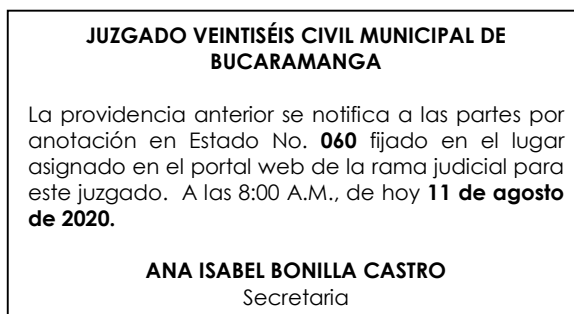 JUZGADO VEINTISÉIS CIVIL MUNICIPAL DE
BUCARAMANGA
La providencia anterior se notifica a las partes por
anotación en Estado No. 060 fijado en el lugar
asignado en el portal web de la rama judicial para
este juzgado. A las 8:00 A.M., de hoy 11 de agosto
de 2020.
ANA ISABEL BONILLA CASTRO
Secretaria